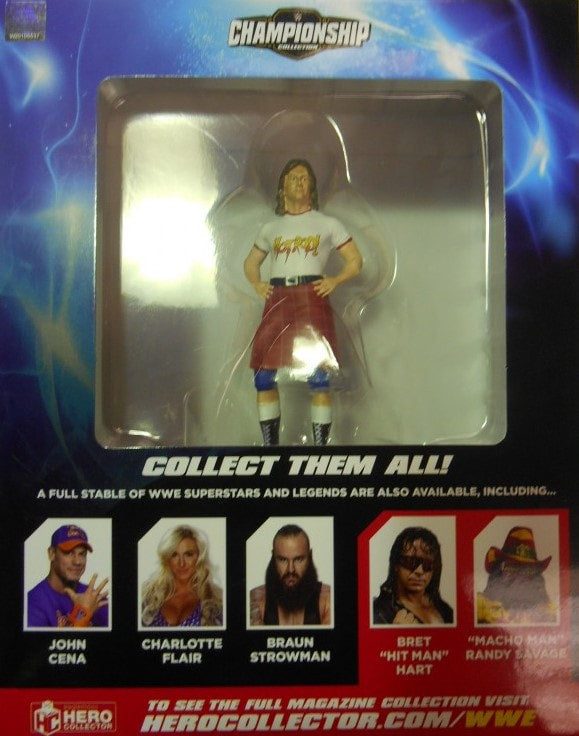 CHAMPIONSHIP
COLLECTION
HOT ROD!
COLLECT THEM ALL!
A FULL STABLE OF WWE SUPERSTARS AND LEGENDS ARE ALSO AVAILABLE, INCLUDING...
JOHN CENA
CHARLOTTE FLAIR
BRAUN STROWMAN
BRET "HIT MAN" HART
"MACHO MAN" RANDY SAVAGE
HERO COLLECTOR
TO SEE THE FULL MAGAZINE COLLECTION VISIT
HEROCOLLECTOR.COM/WWE